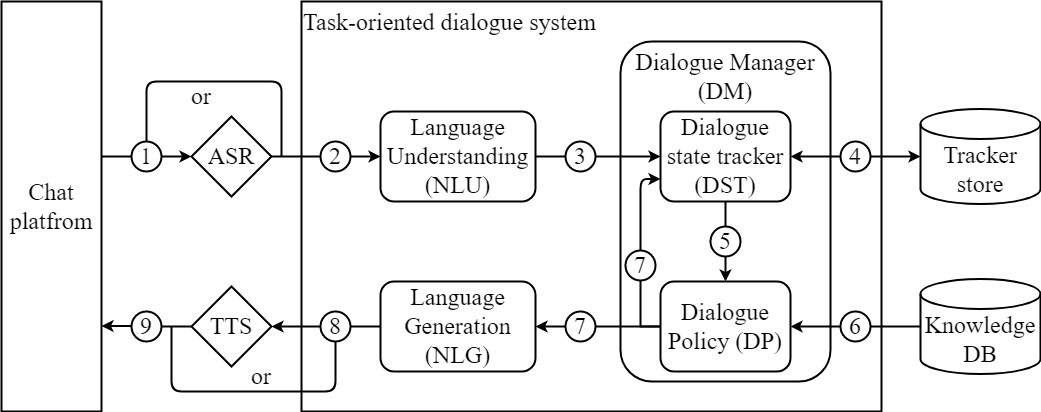 Task-oriented dialogue system
Dialogue Manager
(DM)
or
1
ASR
2
Language
Understanding
(NLU)
3
Dialogue
state tracker
(DST)
4
Tracker
store
Chat
platfrom
5
7
9
TTS
8
Language
Generation
(NLG)
7
Dialogue
Policy (DP)
6
Knowledge
DB
or